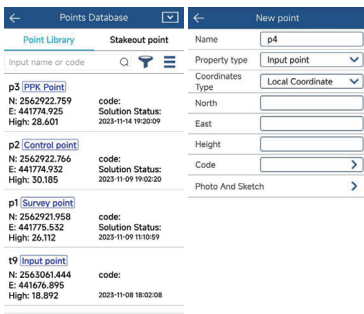 Points Database
Point Library
Stakeout point
Input name or code
p3 PPK Point
N: 2562922.759 code:
E: 441774.925 Solution Status:
High: 28.601 2023-11-14 19:20:09
p2 Control point
N: 2562922.766 code:
E: 441774.932 Solution Status:
High: 30.185 2023-11-09 19:02:20
p1 Survey point
N: 2562921.958 code:
E: 441775.532 Solution Status:
High: 26.112 2023-11-09 11:10:59
t9 Input point
N: 2563061.444 code:
E: 441676.895
High: 18.892 2023-11-08 18:02:08
New point
Name p4
Property type Input point
Coordinates
Type Local Coordinate
North
East
Height
Code
Photo And Sketch